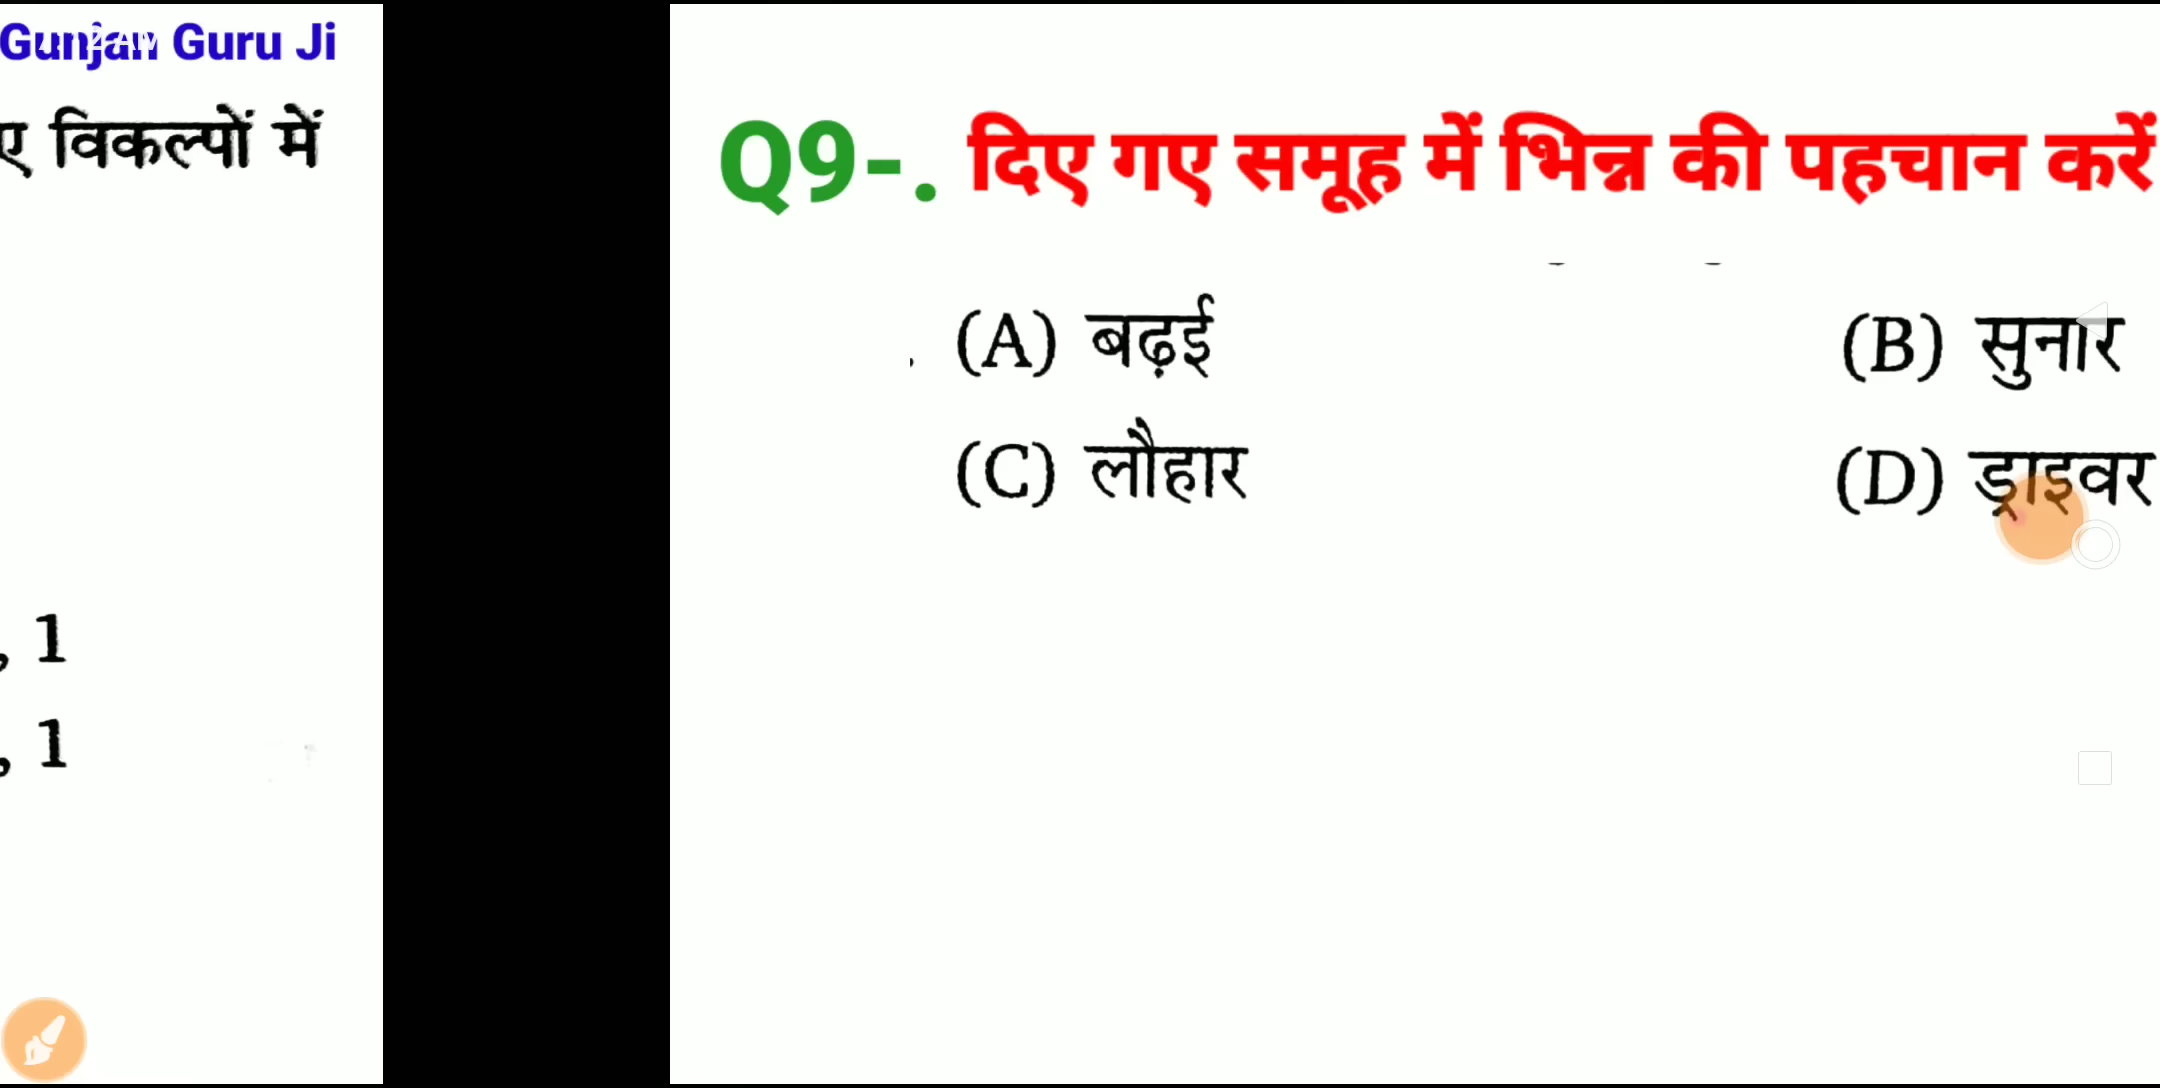 Gunjan Guru Ji
ए विकल्पों में
, 1
, 1
Q9-. दिए गए समूह में भिन्न की पहचान करें
(A) बढ़ई
(B) सुनार
(C) लौहार
(D) ड्राइवर